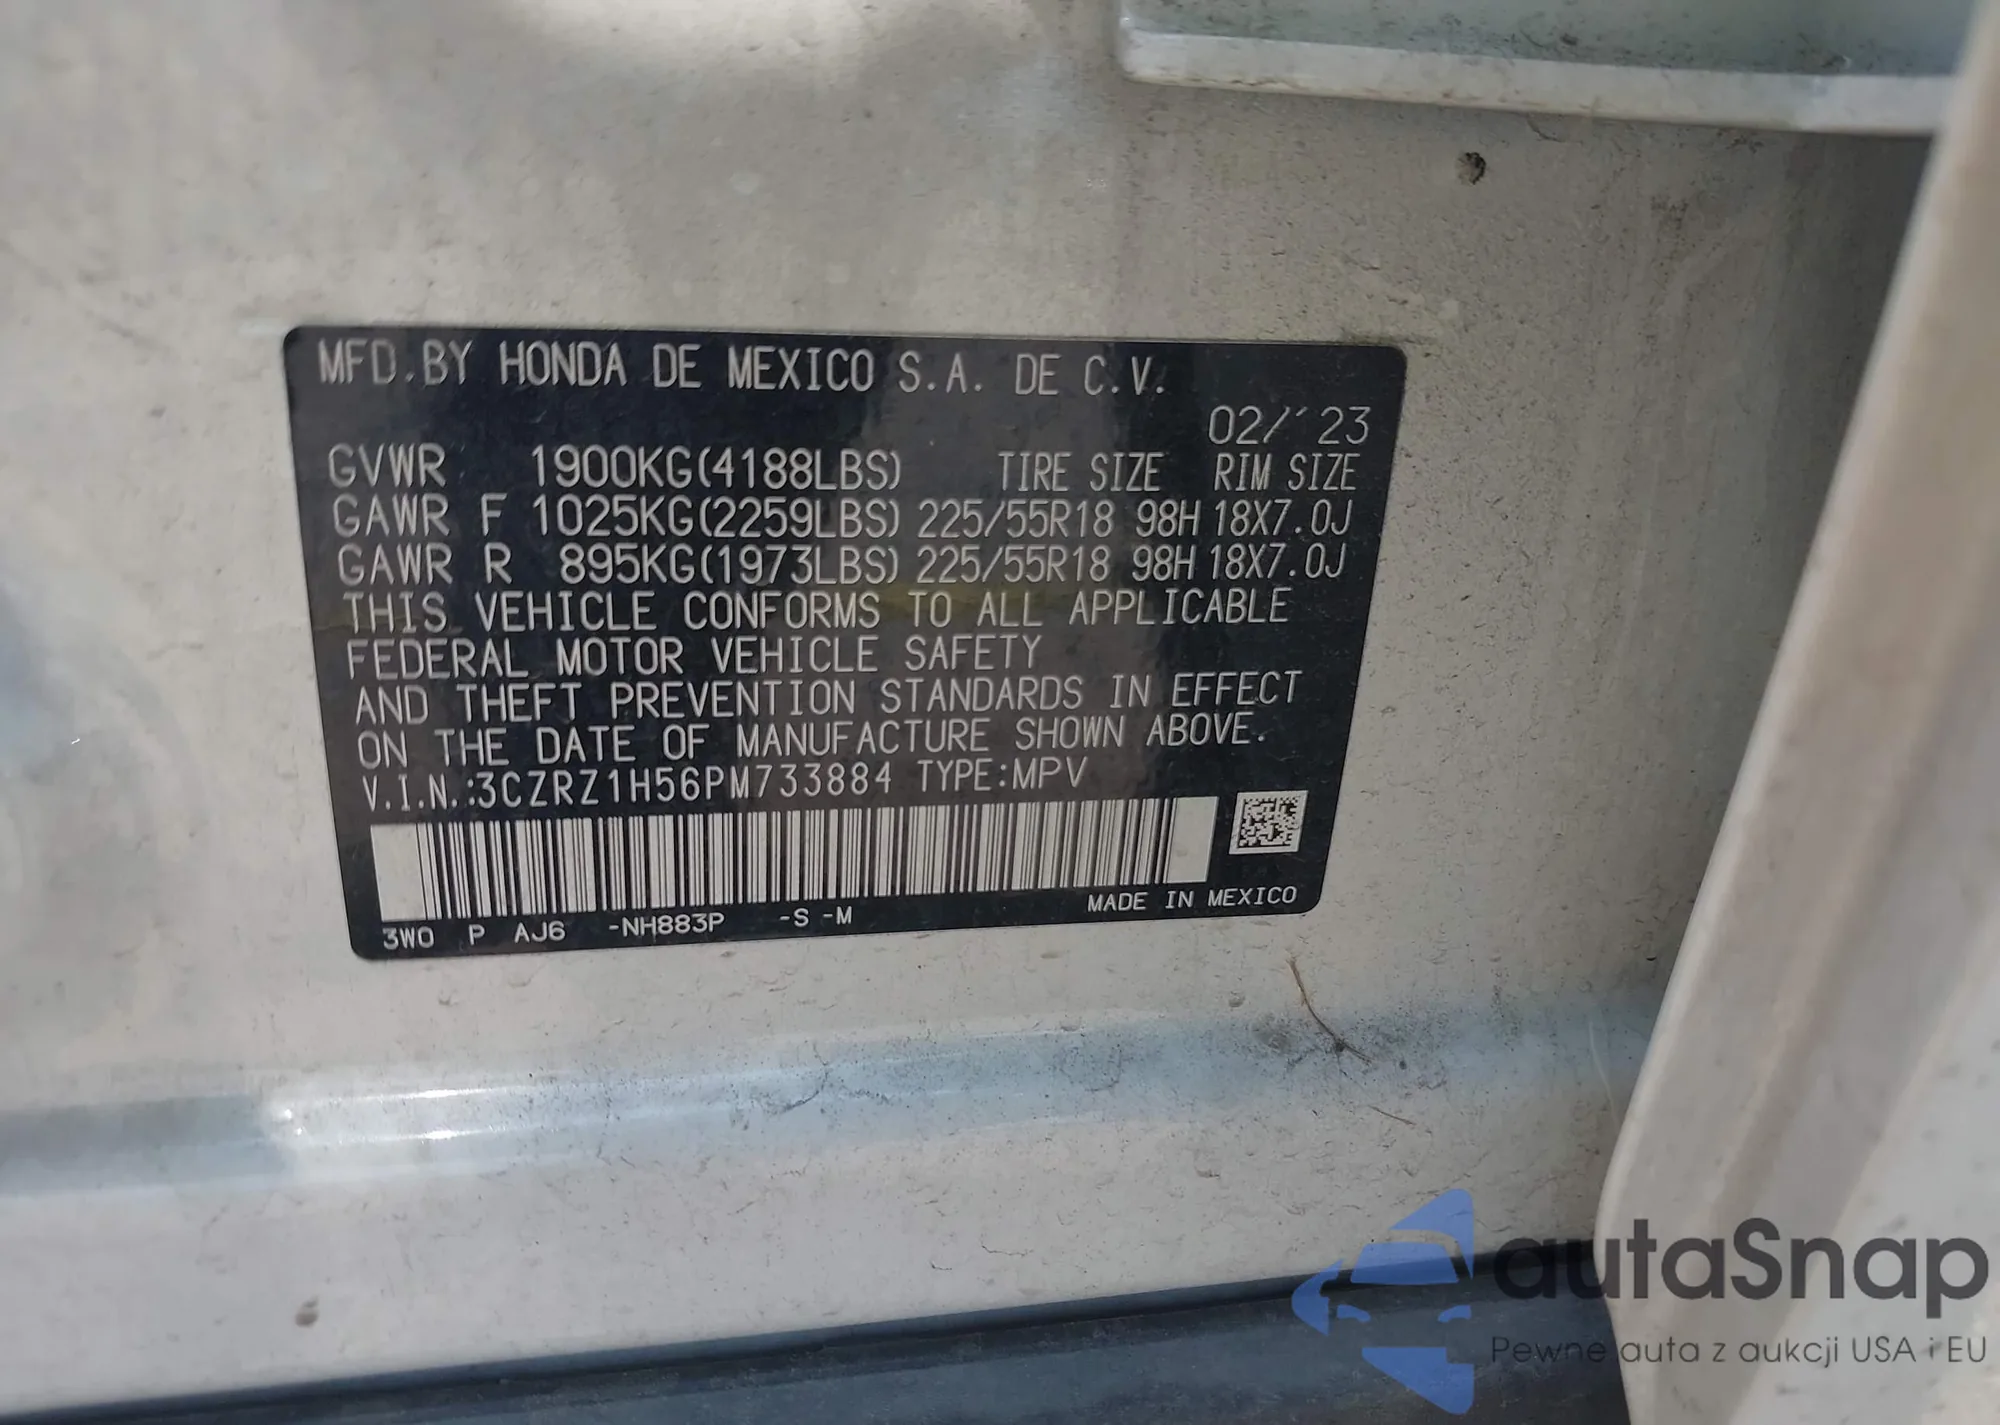 MFD.BY HONDA DE MEXICO S.A. DE C.V.
02/'23
GVWR 1900KG(4188LBS) TIRE SIZE RIM SIZE
GAWR F 1025KG(2259LBS) 225/55R18 98H 18X7.0J
GAWR R 895KG(1973LBS) 225/55R18 98H 18X7.0J
THIS VEHICLE CONFORMS TO ALL APPLICABLE
FEDERAL MOTOR VEHICLE SAFETY
AND THEFT PREVENTION STANDARDS IN EFFECT
ON THE DATE OF MANUFACTURE SHOWN ABOVE.
V.I.N.:3CZRZ1H56PM733884 TYPE:MPV
3W0 P AJ6 -NH883P -S -M MADE IN MEXICO
autaSnap
Pewne auta z aukcji USA i EU